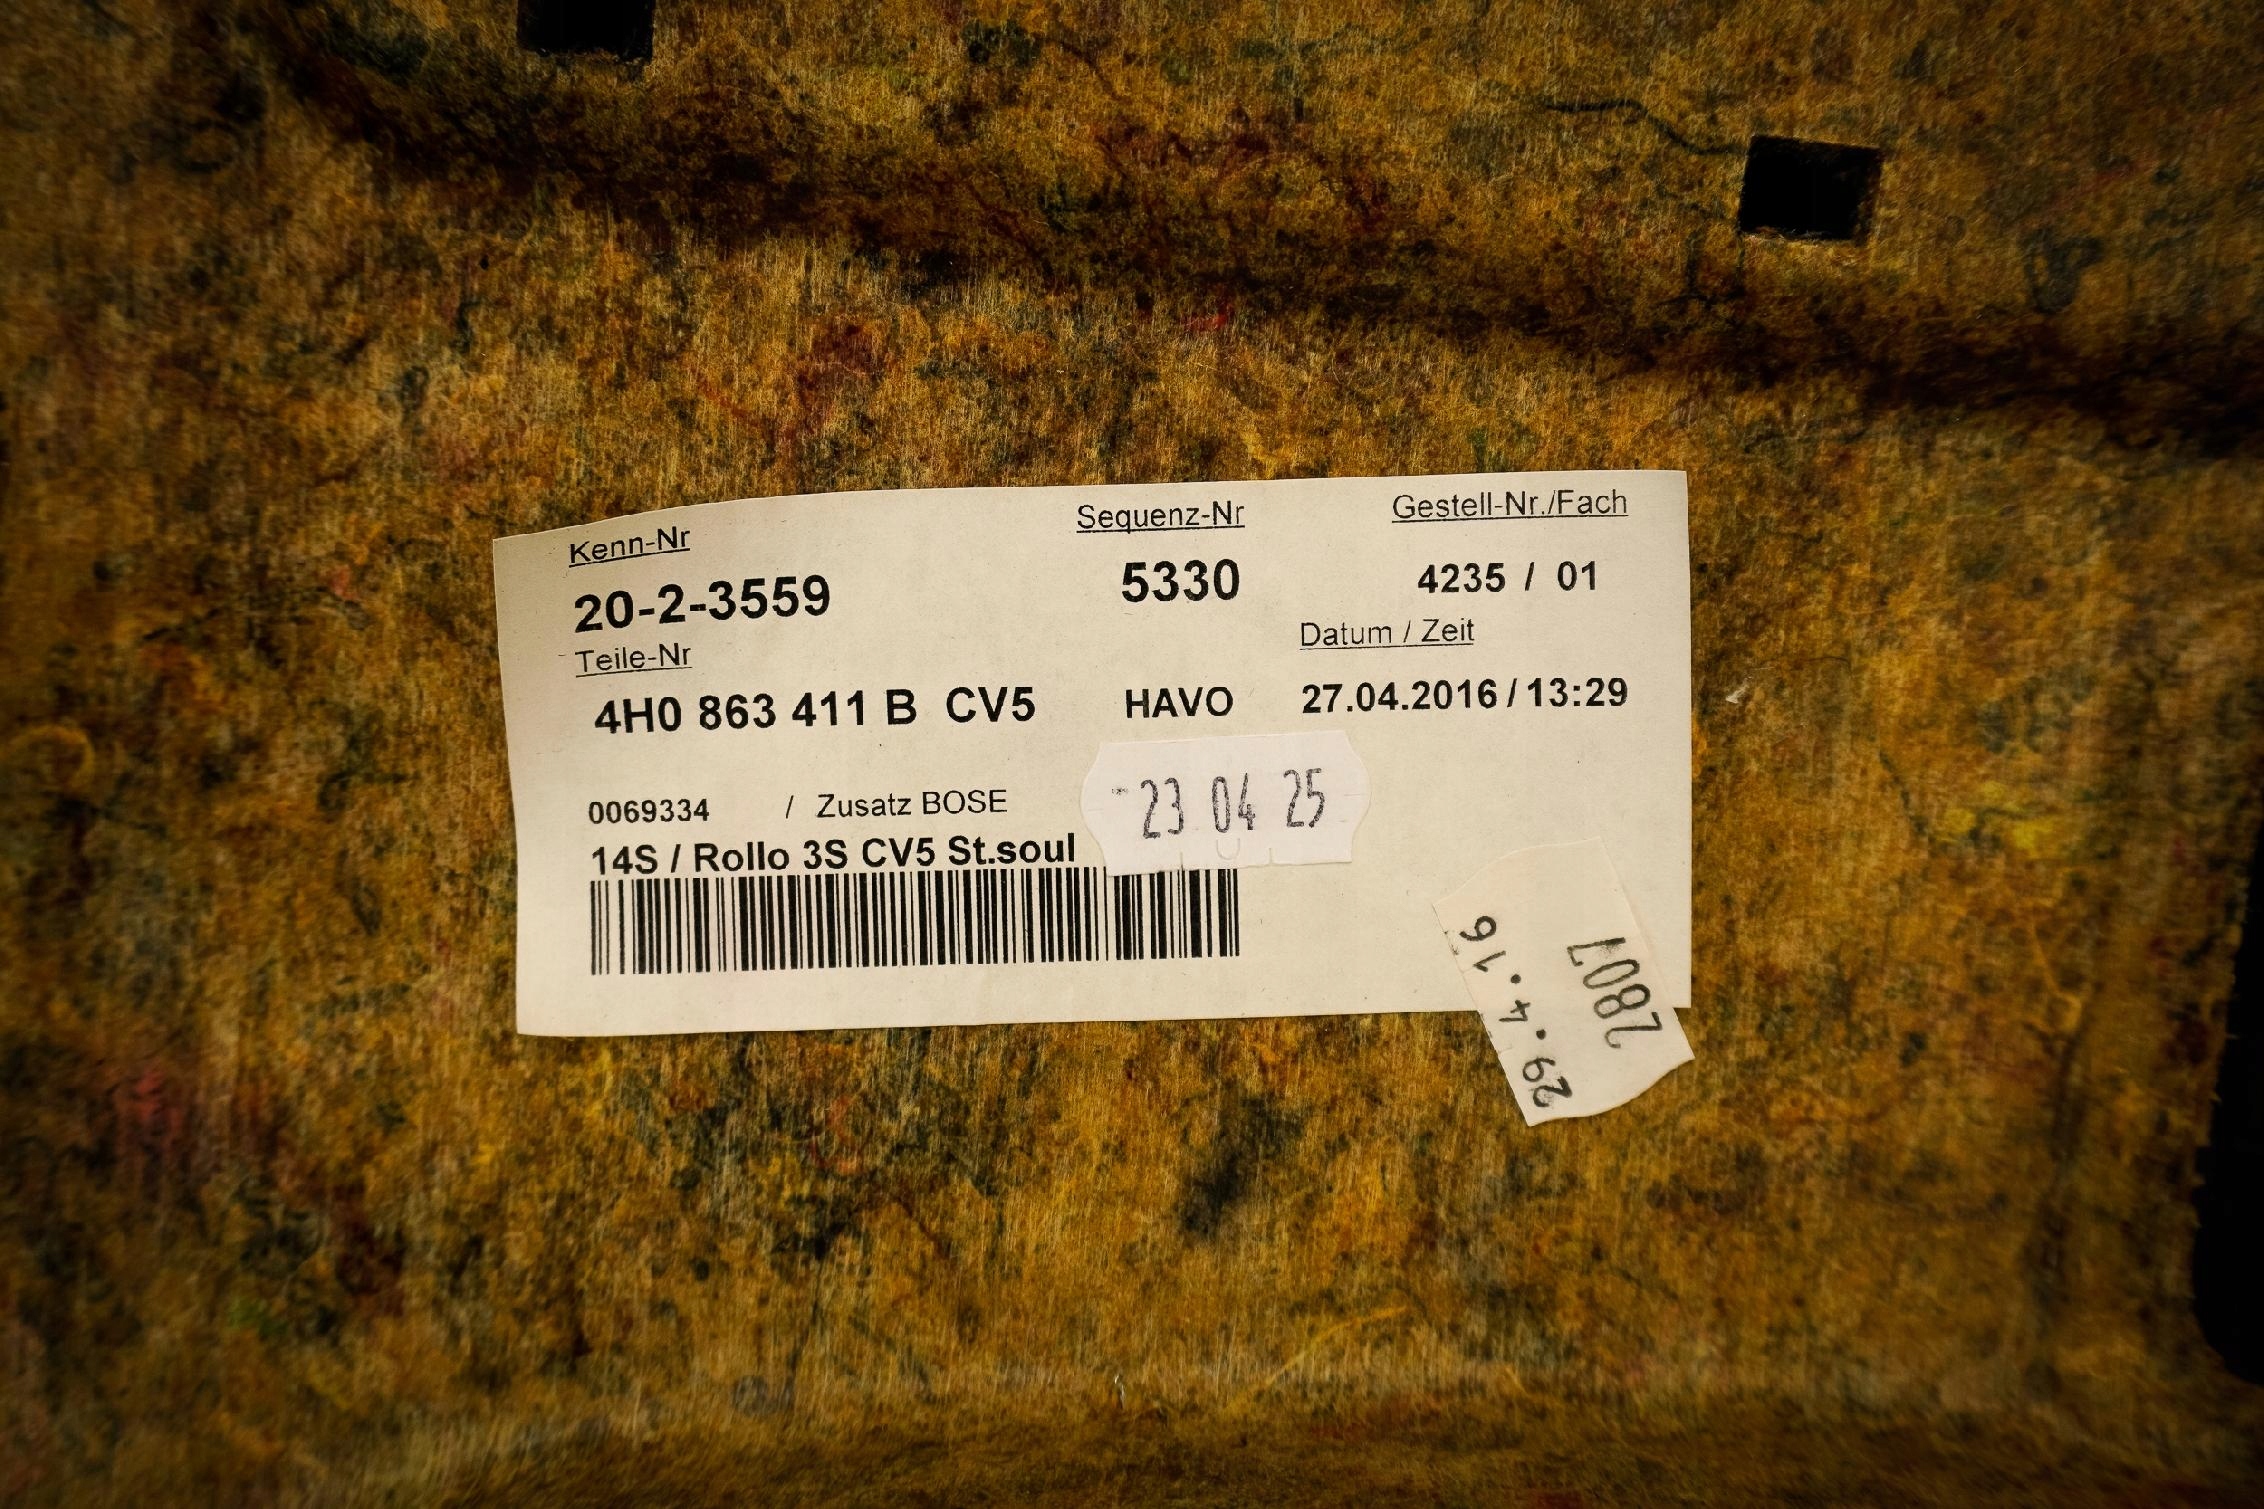 Kenn-Nr Sequenz-Nr Gestell-Nr./Fach
20-2-3559 5330 4235 / 01
Teile-Nr Datum / Zeit
4H0 863 411 B CV5 HAVO 27.04.2016 / 13:29
0069334 / Zusatz BOSE
14S / Rollo 3S CV5 St.soul
23 04 25
29.4.16
2807